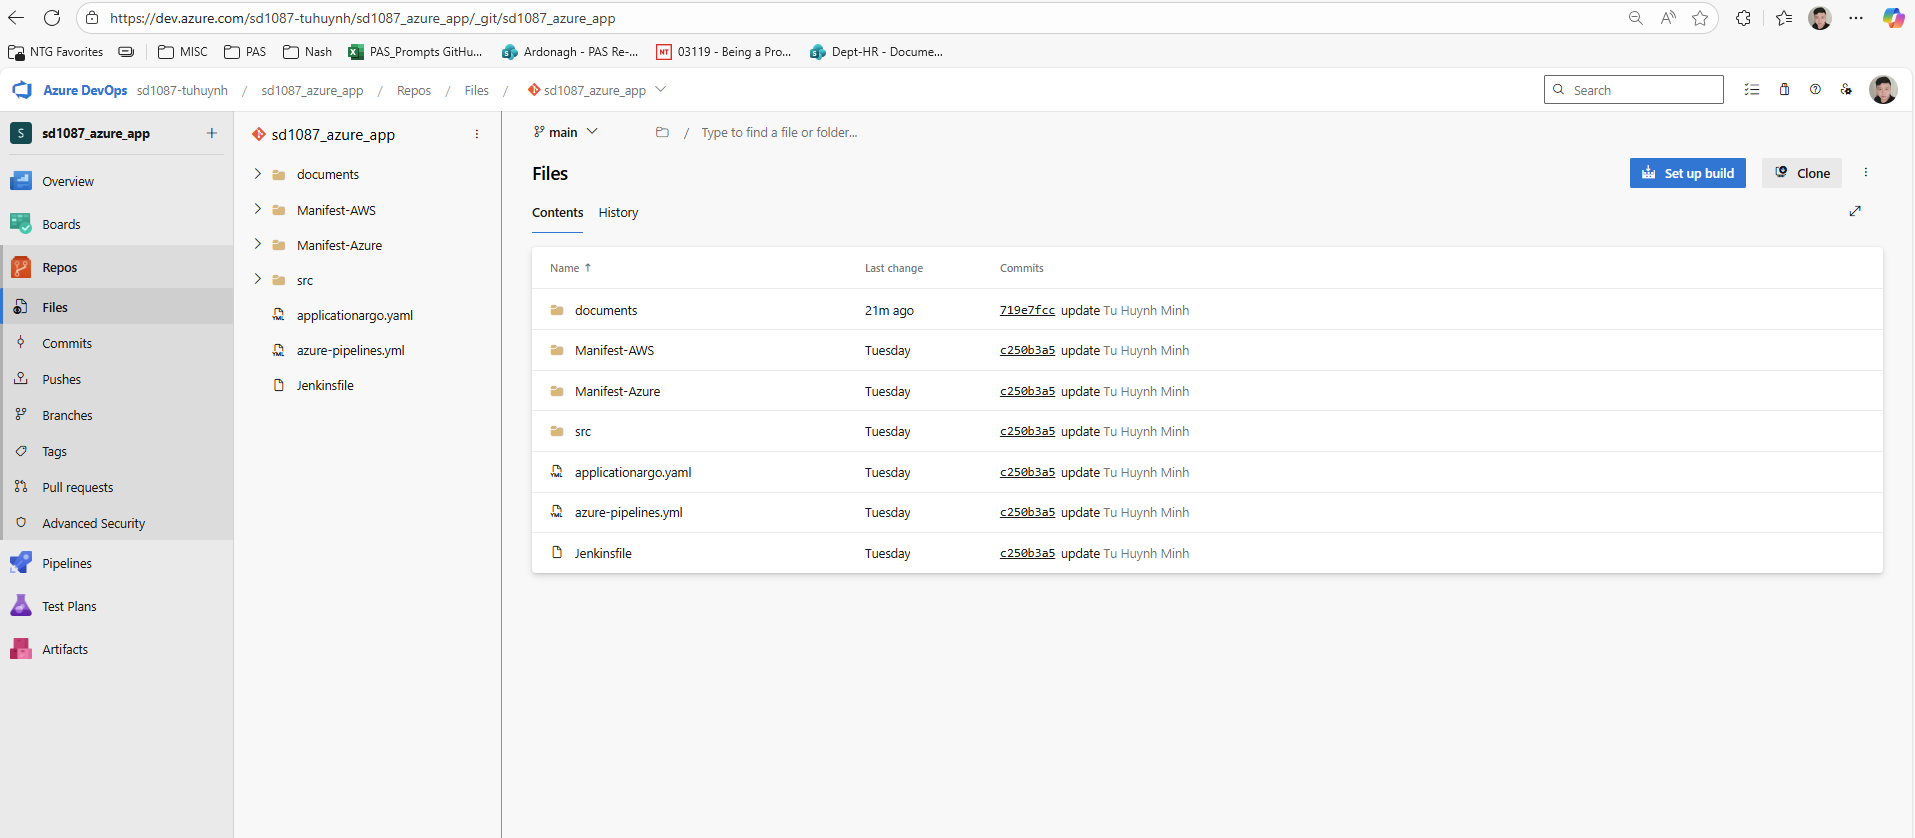 https://dev.azure.com/sd1087-tuhuynh/sd1087_azure_app/_git/sd1087_azure_app
NTG Favorites MISC PAS Nash PAS_Prompts GitHu... Ardonagh - PAS Re-... NT 03119 - Being a Pro... Dept-HR - Docume...
Azure DevOps sd1087-tuhuynh / sd1087_azure_app / Repos / Files / sd1087_azure_app Search
S sd1087_azure_app +
Overview
Boards
Repos
Files
Commits
Pushes
Branches
Tags
Pull requests
Advanced Security
Pipelines
Test Plans
Artifacts
sd1087_azure_app
documents
Manifest-AWS
Manifest-Azure
src
YML applicationargo.yaml
YML azure-pipelines.yml
Jenkinsfile
main / Type to find a file or folder...
Files Set up build Clone
Contents History
Name ↑ Last change Commits
documents 21m ago 719e7fcc update Tu Huynh Minh
Manifest-AWS Tuesday c250b3a5 update Tu Huynh Minh
Manifest-Azure Tuesday c250b3a5 update Tu Huynh Minh
src Tuesday c250b3a5 update Tu Huynh Minh
YML applicationargo.yaml Tuesday c250b3a5 update Tu Huynh Minh
YML azure-pipelines.yml Tuesday c250b3a5 update Tu Huynh Minh
Jenkinsfile Tuesday c250b3a5 update Tu Huynh Minh